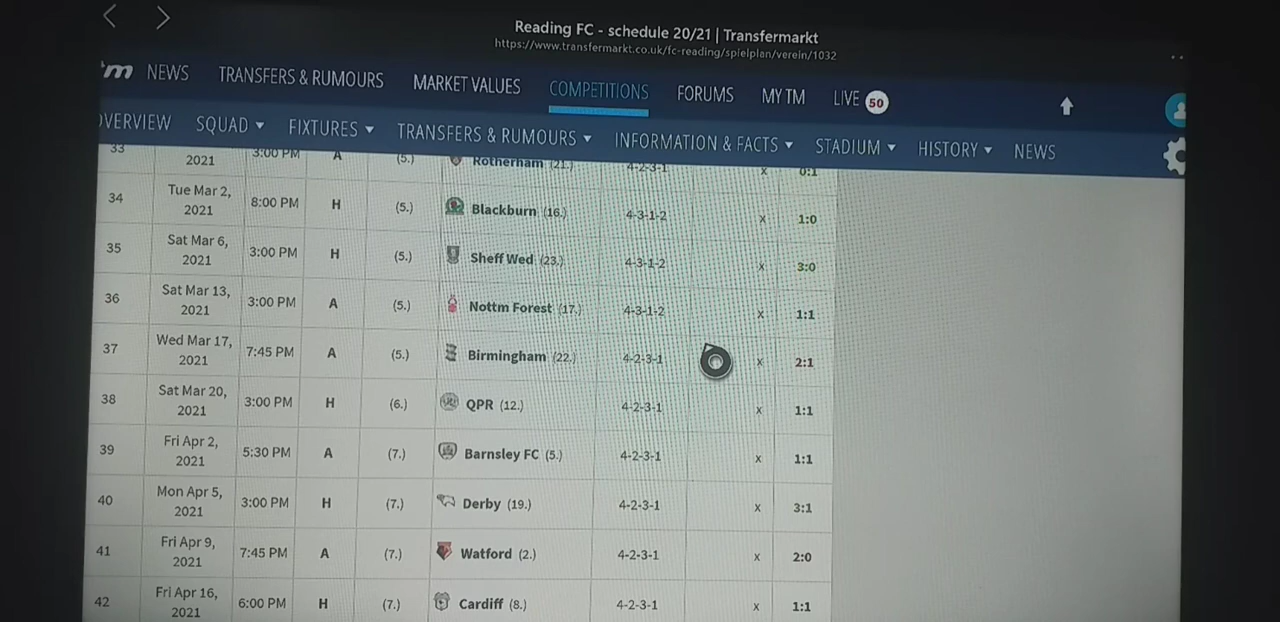 Reading FC - schedule 20/21 | Transfermarkt
https://www.transfermarkt.co.uk/fc-reading/spielplan/verein/1032
NEWS TRANSFERS & RUMOURS MARKET VALUES COMPETITIONS FORUMS MY TM LIVE 50
OVERVIEW SQUAD FIXTURES TRANSFERS & RUMOURS INFORMATION & FACTS STADIUM HISTORY NEWS
33 2021 3:00 PM A (5.) Rotherham (21.) 4-2-3-1 x 0:1
34 Tue Mar 2, 2021 8:00 PM H (5.) Blackburn (16.) 4-3-1-2 x 1:0
35 Sat Mar 6, 2021 3:00 PM H (5.) Sheff Wed (23.) 4-3-1-2 x 3:0
36 Sat Mar 13, 2021 3:00 PM A (5.) Nottm Forest (17.) 4-3-1-2 x 1:1
37 Wed Mar 17, 2021 7:45 PM A (5.) Birmingham (22.) 4-2-3-1 x 2:1
38 Sat Mar 20, 2021 3:00 PM H (6.) QPR (12.) 4-2-3-1 x 1:1
39 Fri Apr 2, 2021 5:30 PM A (7.) Barnsley FC (5.) 4-2-3-1 x 1:1
40 Mon Apr 5, 2021 3:00 PM H (7.) Derby (19.) 4-2-3-1 x 3:1
41 Fri Apr 9, 2021 7:45 PM A (7.) Watford (2.) 4-2-3-1 x 2:0
42 Fri Apr 16, 2021 6:00 PM H (7.) Cardiff (8.) 4-2-3-1 x 1:1